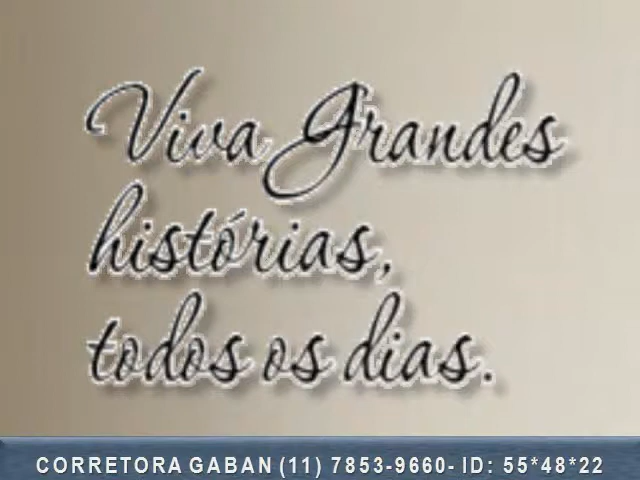 Viva Grandes
histórias,
todos os dias.
CORRETORA GABAN (11) 7853-9660- ID: 55*48*22